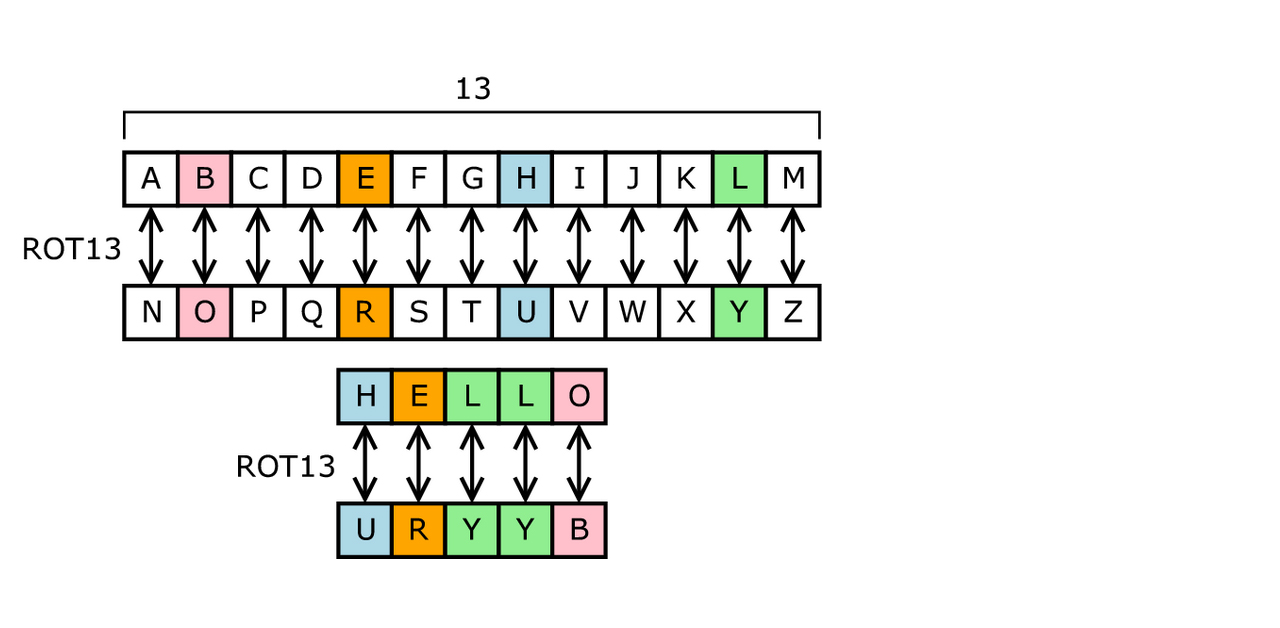 13
A B C D E F G H I J K L M
ROT13
N O P Q R S T U V W X Y Z
H E L L O
ROT13
U R Y Y B